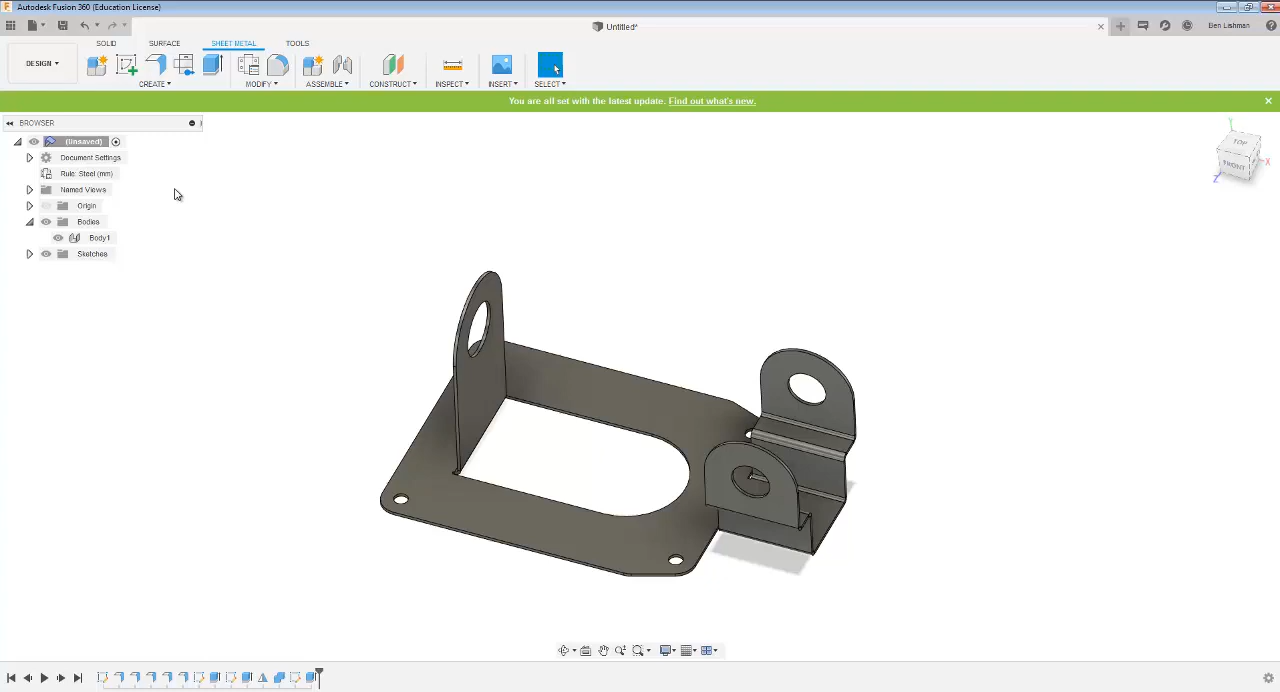 Autodesk Fusion 360 (Education License)
Untitled*
Ben Lishman
SOLID SURFACE SHEET METAL TOOLS
DESIGN
CREATE MODIFY ASSEMBLE CONSTRUCT INSPECT INSERT SELECT
You are all set with the latest update. Find out what's new.
BROWSER
(Unsaved)
Document Settings
Rule: Steel (mm)
Named Views
Origin
Bodies
Body1
Sketches
Y
TOP
FRONT
X
Z